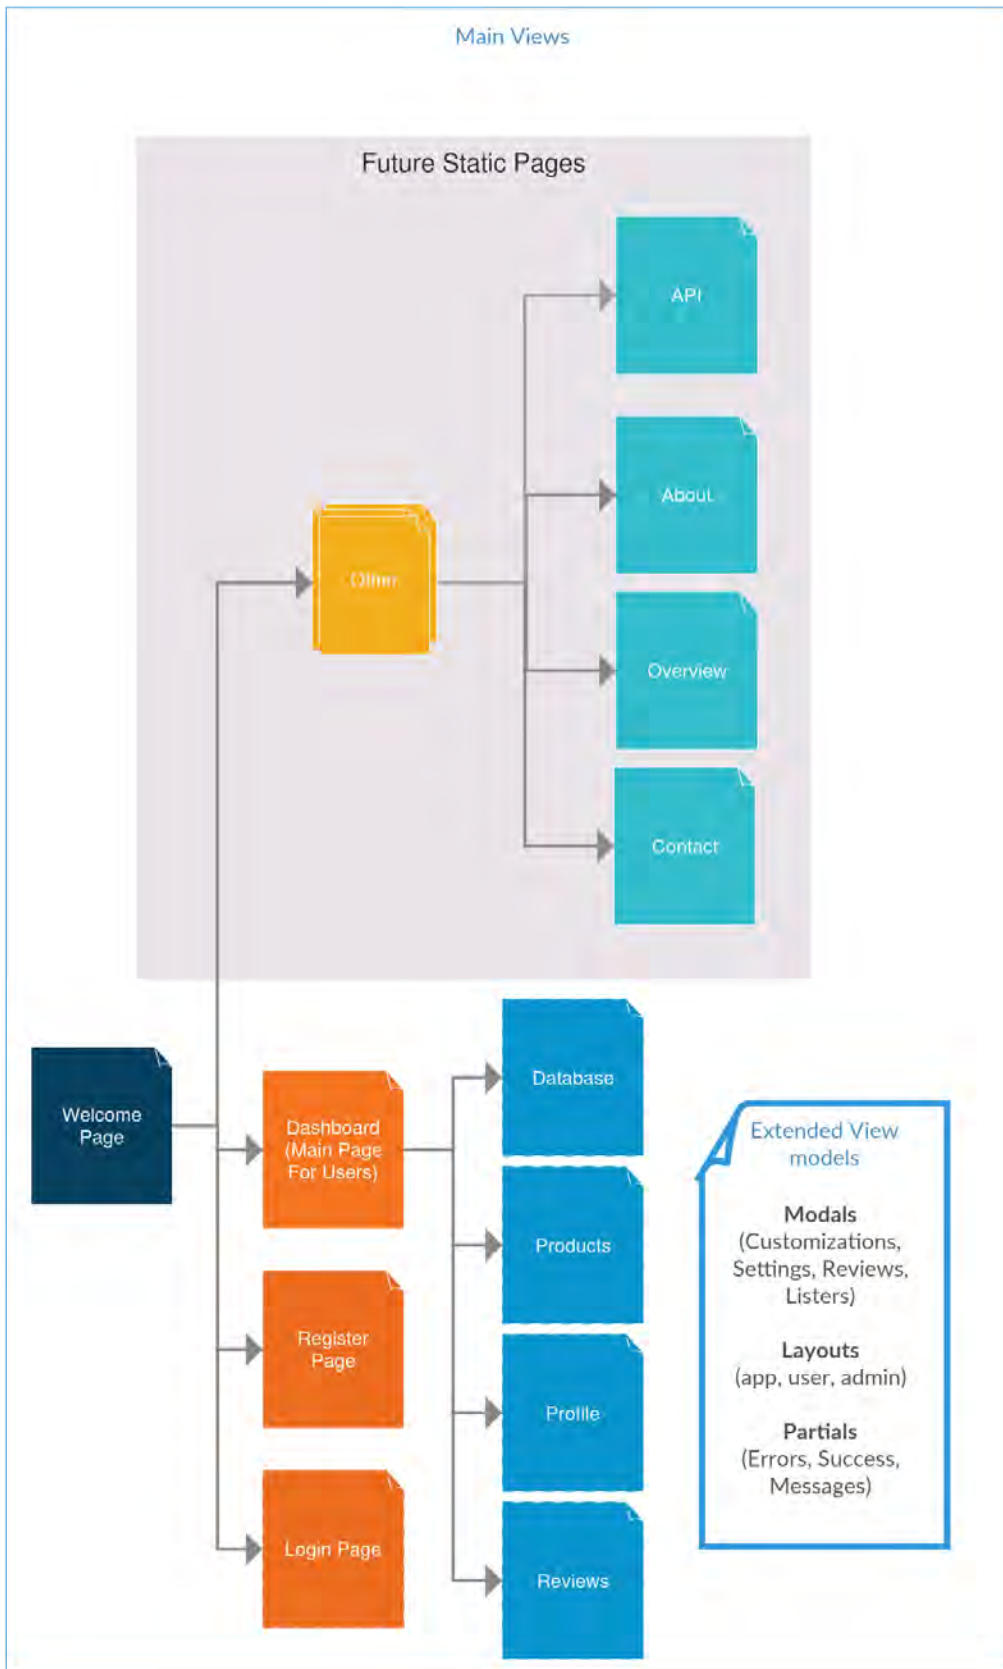 Main Views
Future Static Pages
API
About
Other
Overview
Contact
Welcome
Page
Dashboard
(Main Page
For Users)
Register
Page
Login Page
Database
Products
Profile
Reviews
Extended View
models
Modals
(Customizations,
Settings, Reviews,
Listers)
Layouts
(app, user, admin)
Partials
(Errors, Success,
Messages)